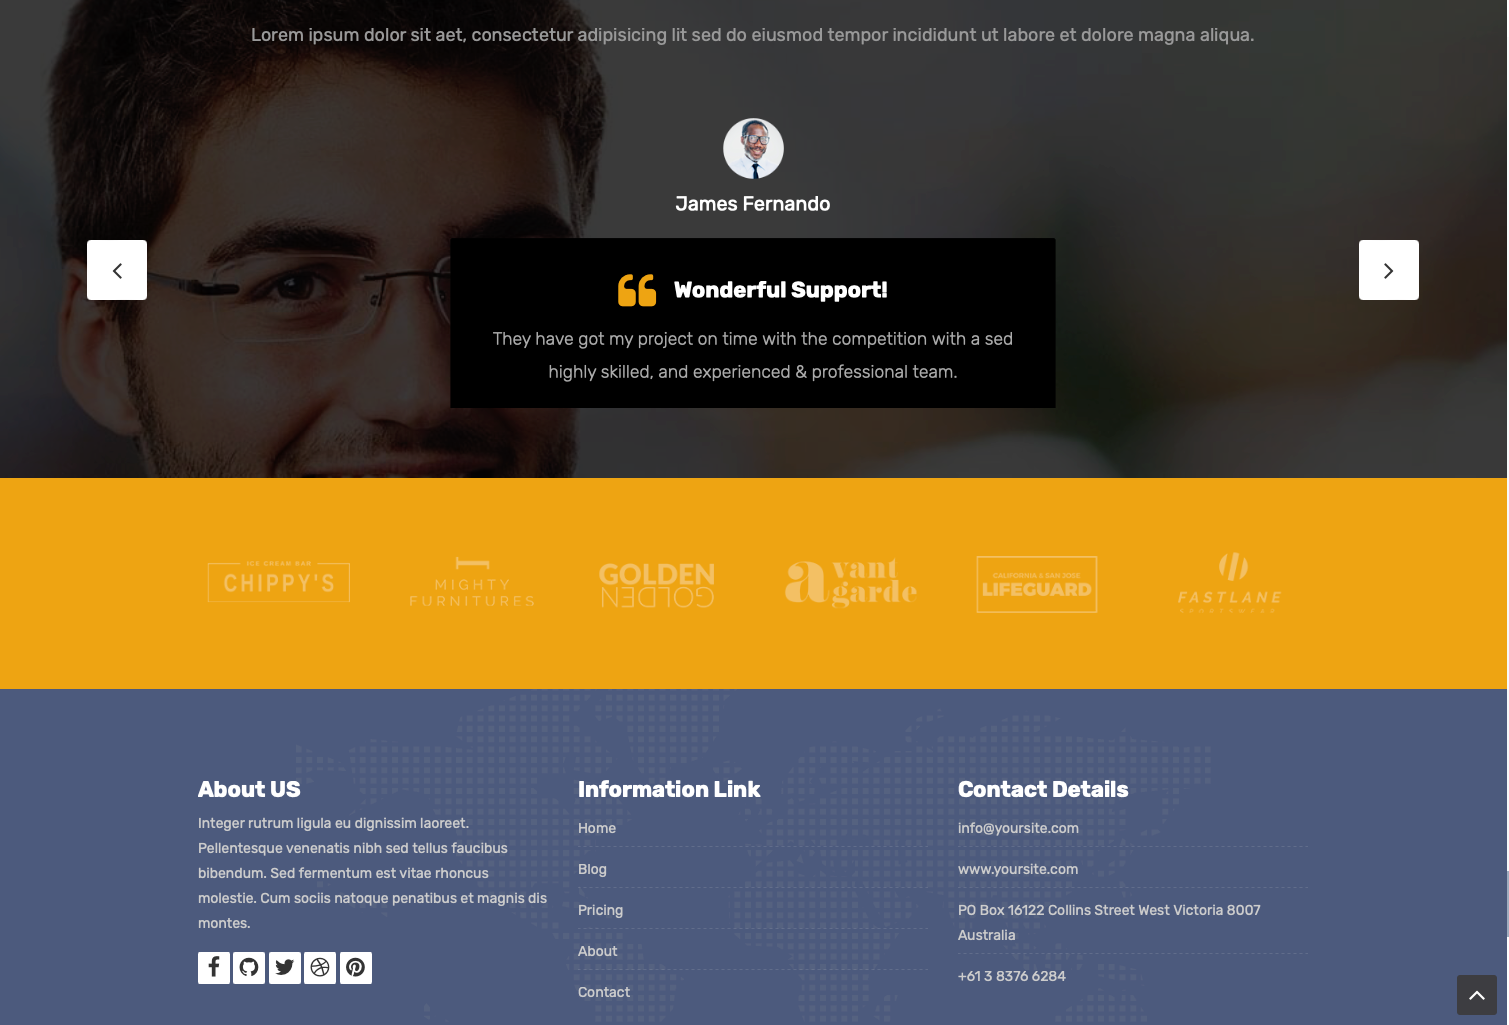 Lorem ipsum dolor sit aet, consectetur adipisicing lit sed do eiusmod tempor incididunt ut labore et dolore magna aliqua.
James Fernando
Wonderful Support!
They have got my project on time with the competition with a sed
highly skilled, and experienced & professional team.
ICE CREAM BAR
CHIPPY'S
MIGHTY
FURNITURES
GOLDEN
GOLDEN
avant
garde
CALIFORNIA & SAN JOSE
LIFEGUARD
FASTLANE
About US
Integer rutrum ligula eu dignissim laoreet.
Pellentesque venenatis nibh sed tellus faucibus
bibendum. Sed fermentum est vitae rhoncus
molestie. Cum sociis natoque penatibus et magnis dis
montes.
Information Link
Home
Blog
Pricing
About
Contact
Contact Details
info@yoursite.com
www.yoursite.com
PO Box 16122 Collins Street West Victoria 8007
Australia
+61 3 8376 6284